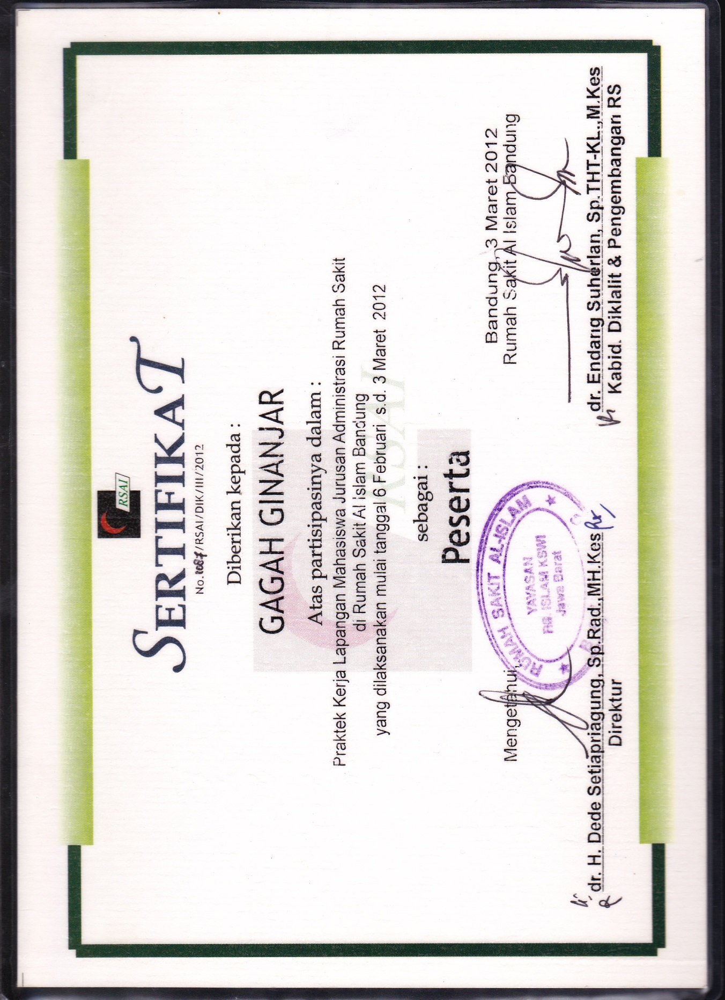 RSAI
SERTIFIKAT
No. 1087/RSAI/DIK/III/2012
Diberikan kepada :
GAGAH GINANJAR
Atas partisipasinya dalam :
Praktek Kerja Lapangan Mahasiswa Jurusan Administrasi Rumah Sakit
di Rumah Sakit Al islam Bandung
yang dilaksanakan mulai tanggal 6 Februari s.d. 3 Maret 2012
RSAI
sebagai :
Peserta
Bandung, 3 Maret 2012
Mengetahui,
Rumah Sakit Al Islam Bandung
RUMAH SAKIT AL-ISLAM
YAYASAN
RS ISLAM KSWI
Jawa Barat
dr. H. Dede Setiapriagung, Sp.Rad.,MH.Kes
Direktur
dr. Endang Suherlan, Sp.THT-KL.,M.Kes
Kabid. Diklalit & Pengembangan RS